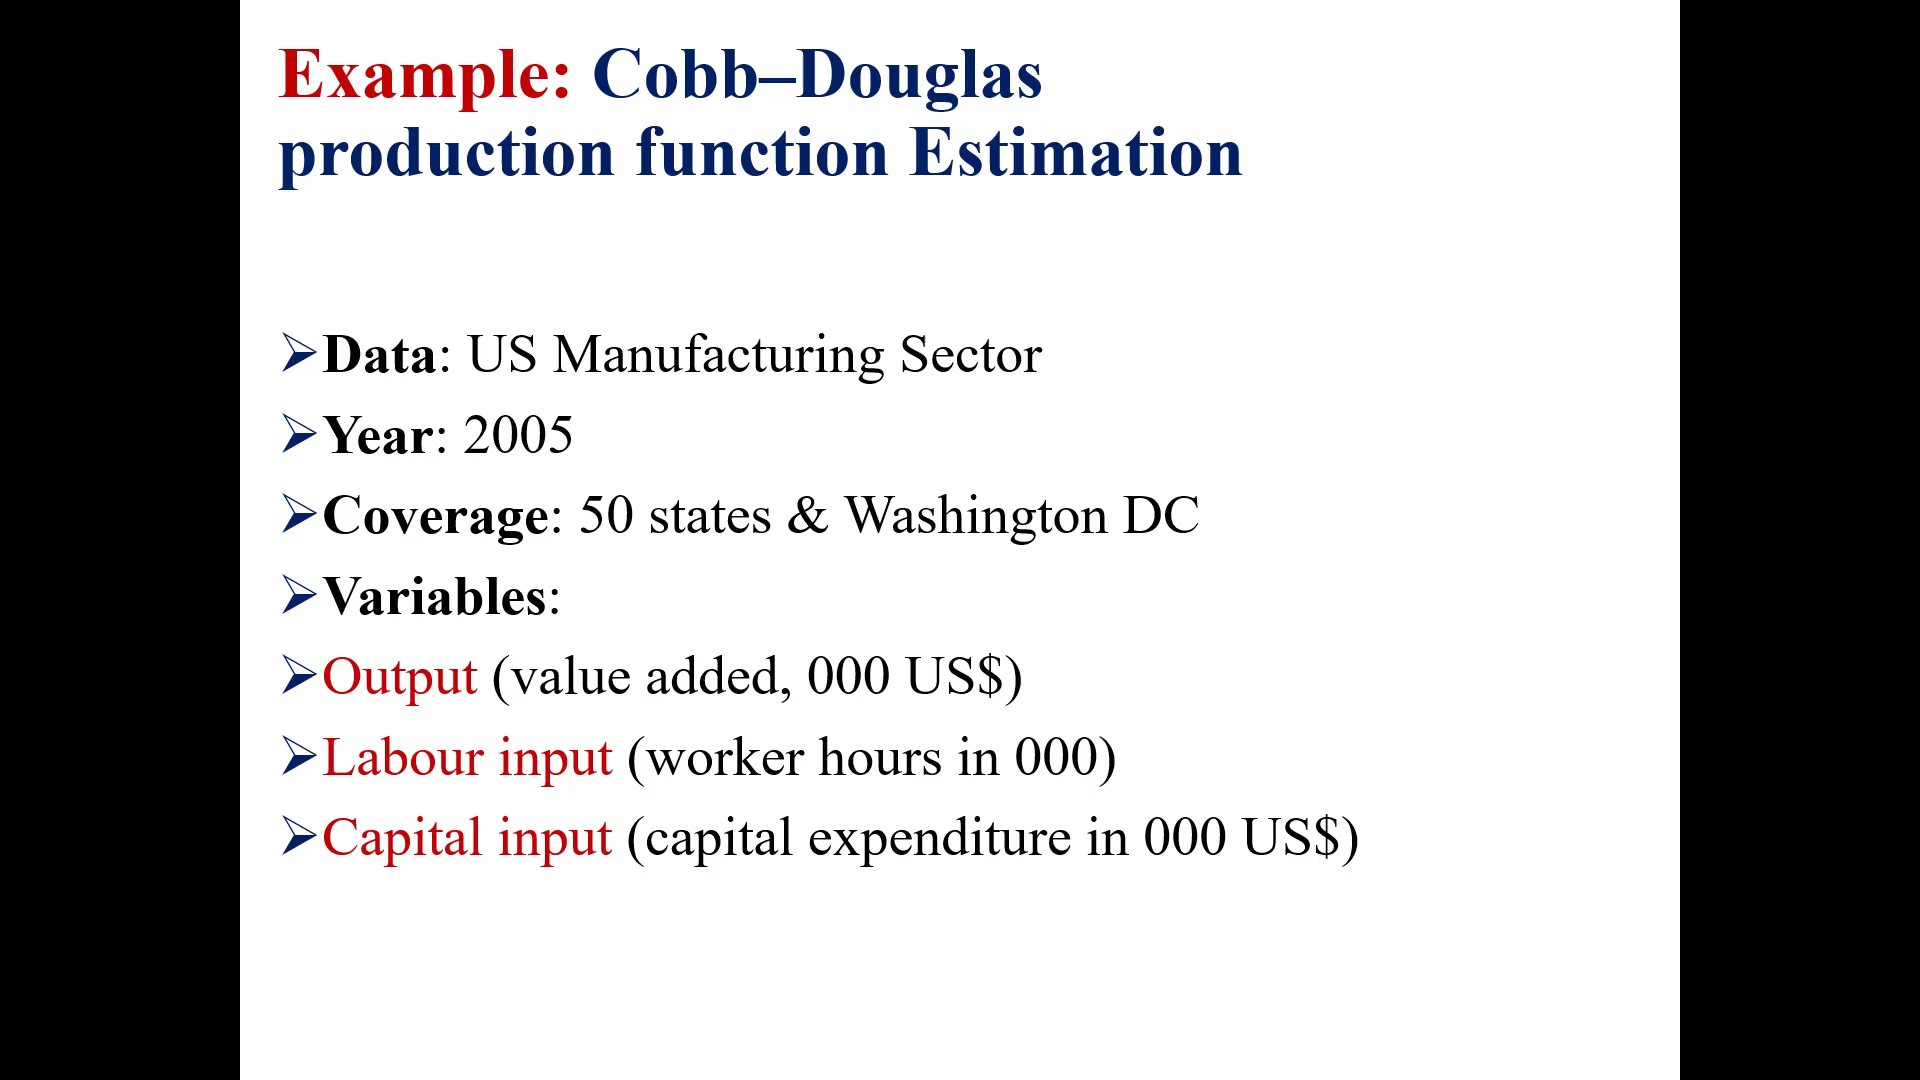 Example: Cobb–Douglas
production function Estimation
➢Data: US Manufacturing Sector
➢Year: 2005
➢Coverage: 50 states & Washington DC
➢Variables:
➢Output (value added, 000 US$)
➢Labour input (worker hours in 000)
➢Capital input (capital expenditure in 000 US$)